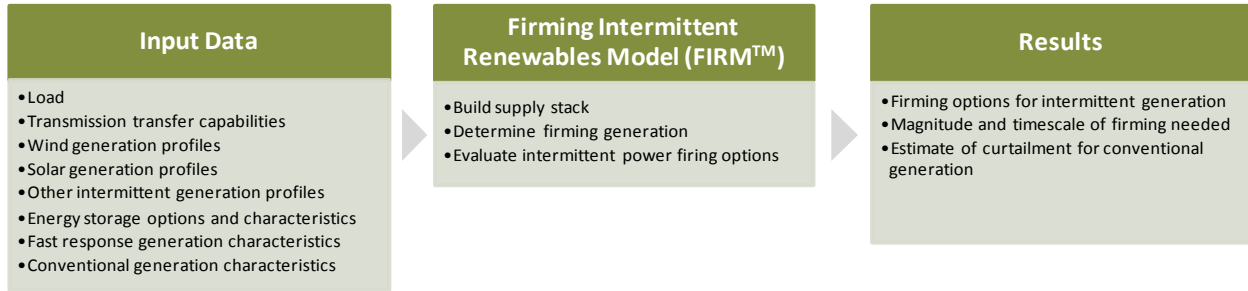 Input Data
•Load
•Transmission transfer capabilities
•Wind generation profiles
•Solar generation profiles
•Other intermittent generation profiles
•Energy storage options and characteristics
•Fast response generation characteristics
•Conventional generation characteristics
Firming Intermittent
Renewables Model (FIRM™)
•Build supply stack
•Determine firming generation
•Evaluate intermittent power firing options
Results
•Firming options for intermittent generation
•Magnitude and timescale of firming needed
•Estimate of curtailment for conventional
generation